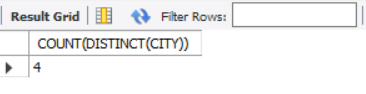 Result Grid Filter Rows:
COUNT(DISTINCT(CITY))
4